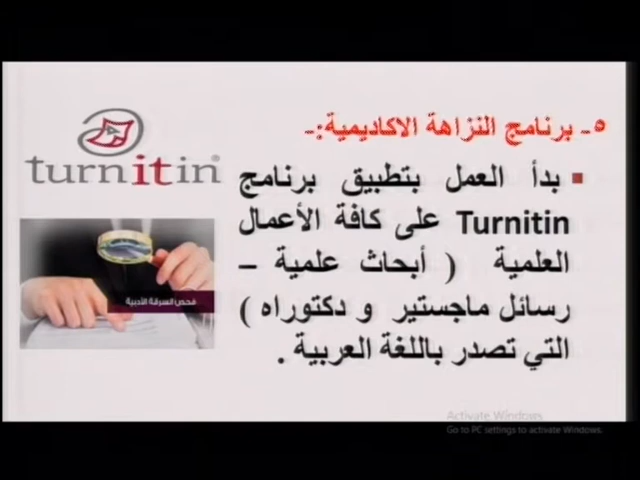 ٥- برنامج النزاهة الاكاديمية:-
بدأ العمل بتطبيق برنامج
Turnitin على كافة الأعمال
العلمية ( أبحاث علمية –
رسائل ماجستير و دكتوراه )
التي تصدر باللغة العربية .
turnitin®
فحص السرقة الأدبية
Activate Windows
Go to PC settings to activate Windows.